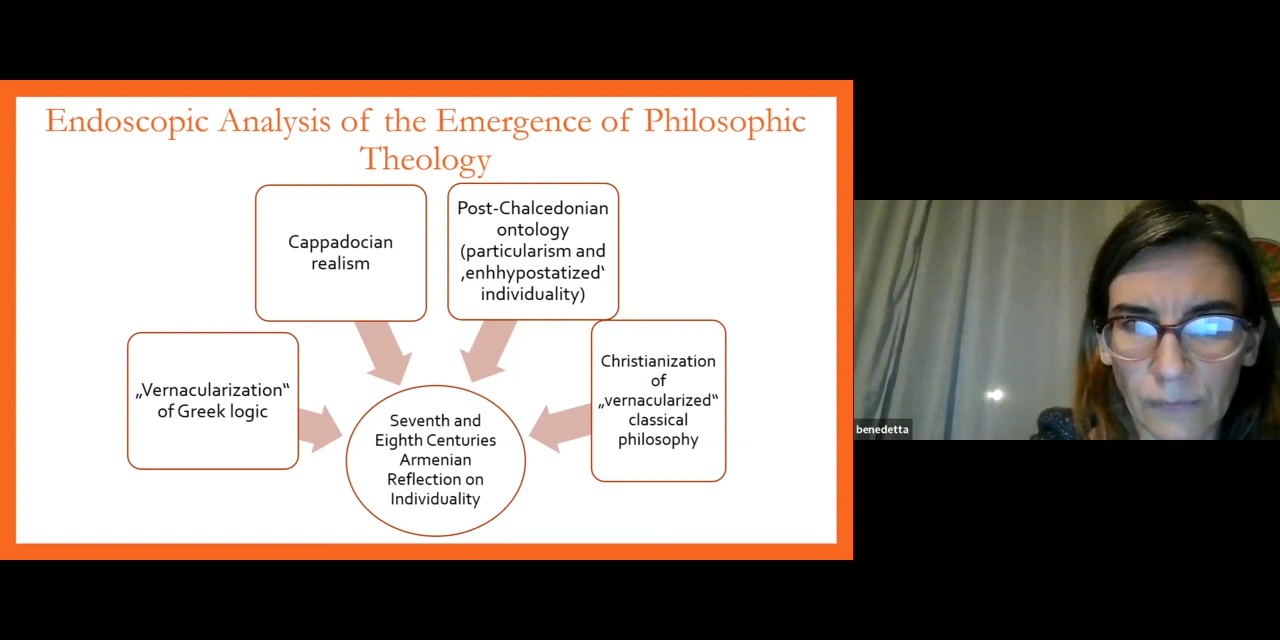 Endoscopic Analysis of the Emergence of Philosophic
Theology
Cappadocian
realism
Post-Chalcedonian
ontology
(particularism and
‚enhhypostatized‘
individuality)
„Vernacularization“
of Greek logic
Christianization
of
„vernacularized“
classical
philosophy
Seventh and
Eighth Centuries
Armenian
Reflection on
Individuality
benedetta